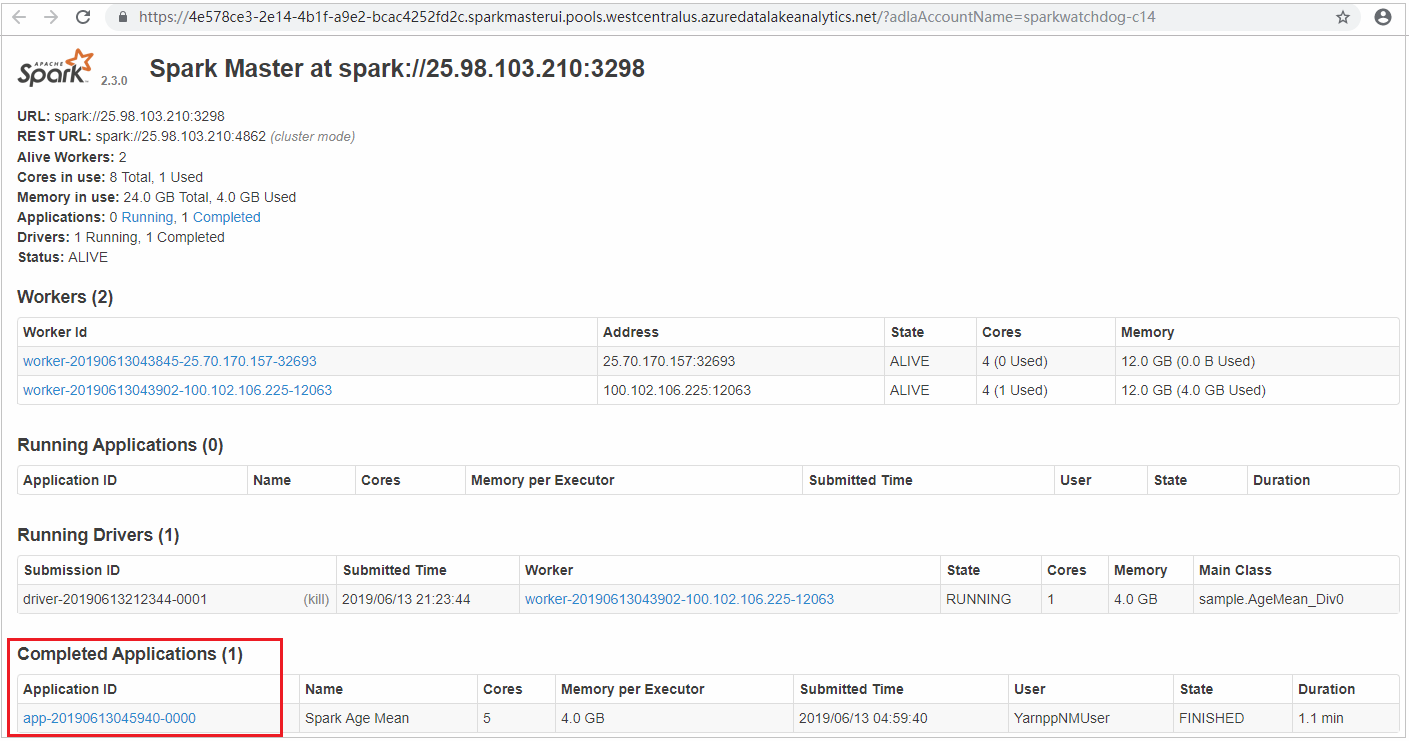 https://4e578ce3-2e14-4b1f-a9e2-bcac4252fd2c.sparkmasterui.pools.westcentralus.azuredatalakeanalytics.net/?adlaAccountName=sparkwatchdog-c14
APACHE
Spark 2.3.0 Spark Master at spark://25.98.103.210:3298
URL: spark://25.98.103.210:3298
REST URL: spark://25.98.103.210:4862 (cluster mode)
Alive Workers: 2
Cores in use: 8 Total, 1 Used
Memory in use: 24.0 GB Total, 4.0 GB Used
Applications: 0 Running, 1 Completed
Drivers: 1 Running, 1 Completed
Status: ALIVE
Workers (2)
Worker Id Address State Cores Memory
worker-20190613043845-25.70.170.157-32693 25.70.170.157:32693 ALIVE 4 (0 Used) 12.0 GB (0.0 B Used)
worker-20190613043902-100.102.106.225-12063 100.102.106.225:12063 ALIVE 4 (1 Used) 12.0 GB (4.0 GB Used)
Running Applications (0)
Application ID Name Cores Memory per Executor Submitted Time User State Duration
Running Drivers (1)
Submission ID Submitted Time Worker State Cores Memory Main Class
driver-20190613212344-0001 (kill) 2019/06/13 21:23:44 worker-20190613043902-100.102.106.225-12063 RUNNING 1 4.0 GB sample.AgeMean_Div0
Completed Applications (1)
Application ID Name Cores Memory per Executor Submitted Time User State Duration
app-20190613045940-0000 Spark Age Mean 5 4.0 GB 2019/06/13 04:59:40 YarnppNMUser FINISHED 1.1 min